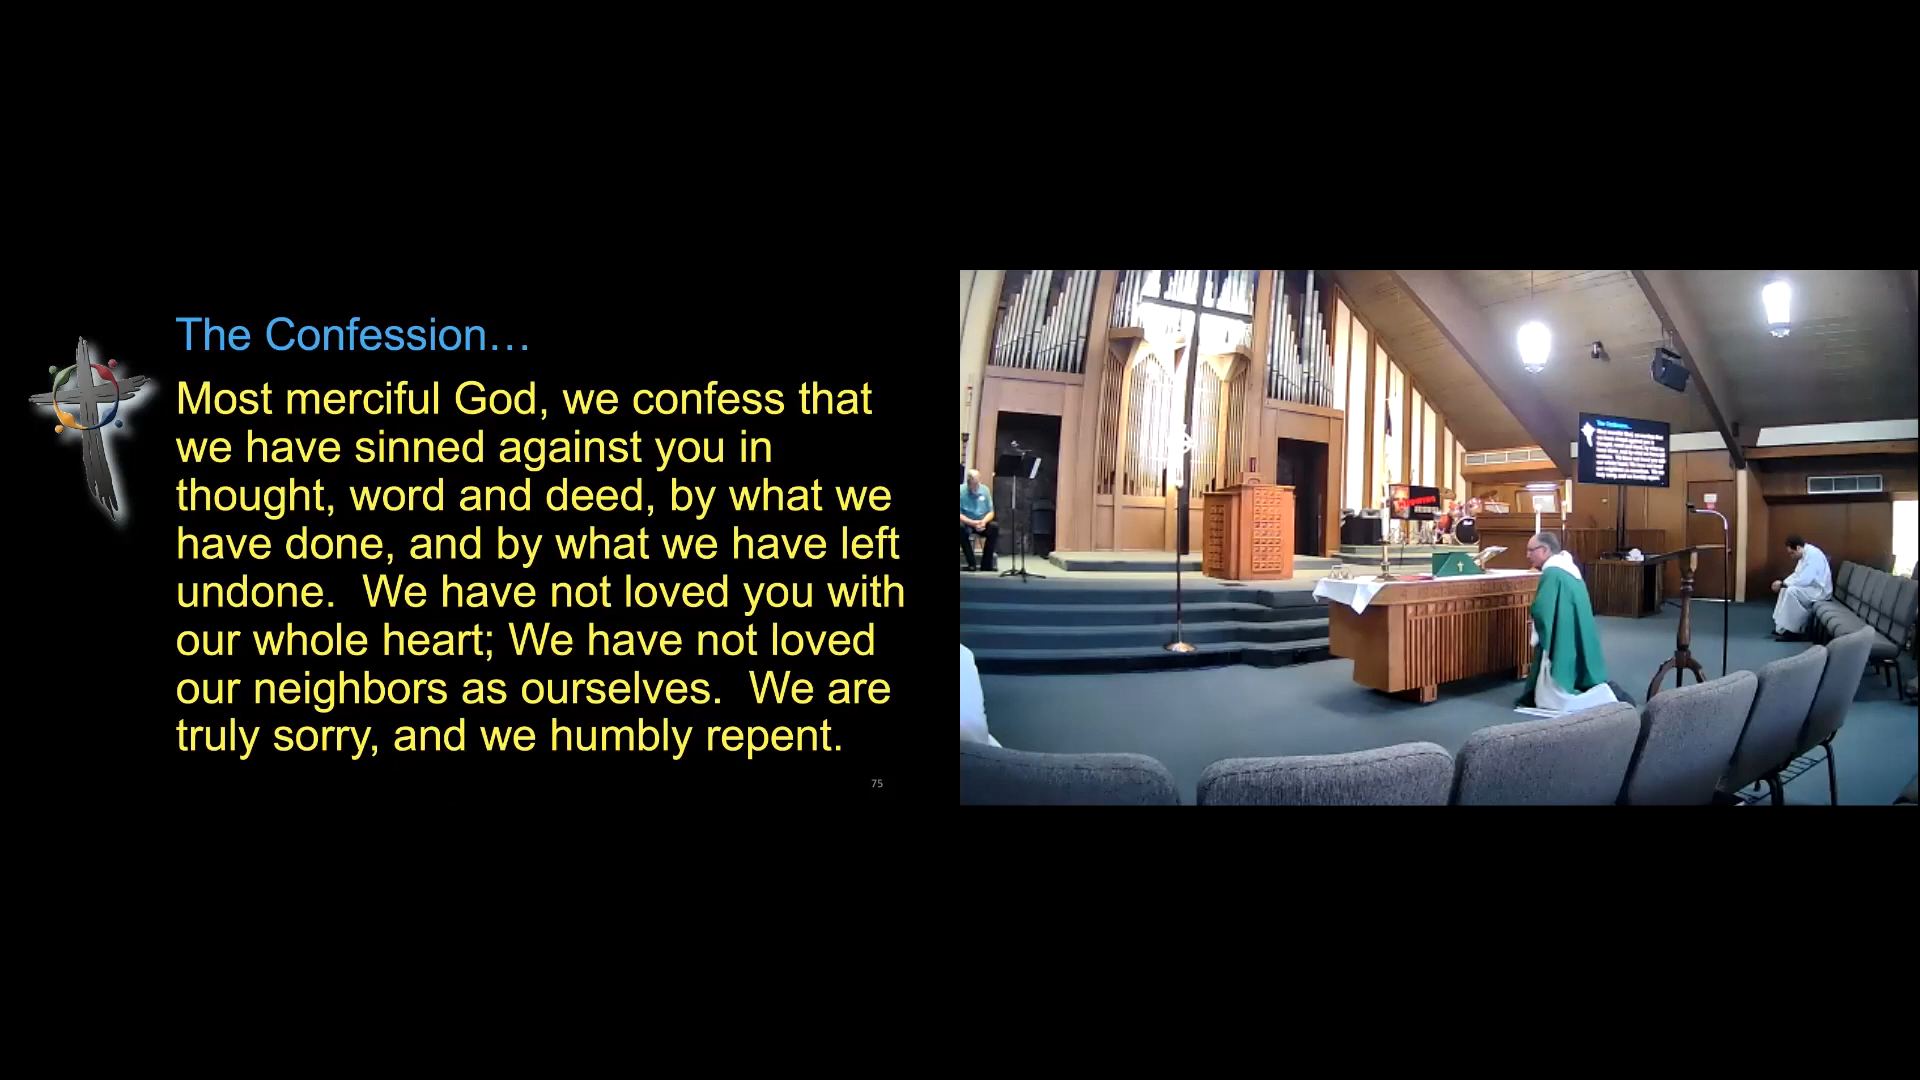 The Confession…
Most merciful God, we confess that
we have sinned against you in
thought, word and deed, by what we
have done, and by what we have left
undone.  We have not loved you with
our whole heart; We have not loved
our neighbors as ourselves.  We are
truly sorry, and we humbly repent.
75